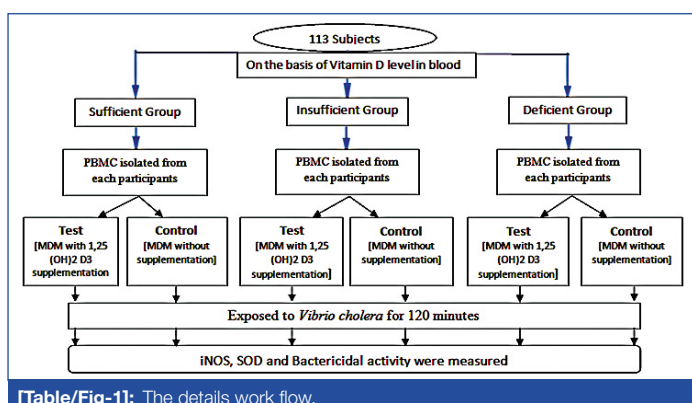 113 Subjects
On the basis of Vitamin D level in blood
Sufficient Group
Insufficient Group
Deficient Group
PBMC isolated from
each participants
PBMC isolated from
each participants
PBMC isolated from
each participants
Test
[MDM with 1,25
(OH)2 D3
supplementation
Control
[MDM without
supplementation]
Test
[MDM with 1,25
(OH)2 D3
supplementation]
Control
[MDM without
supplementation]
Test
[MDM with 1,25
(OH)2 D3
supplementation]
Control
[MDM without
supplementation]
Exposed to Vibrio cholera for 120 minutes
iNOS, SOD and Bactericidal activity were measured
[Table/Fig-1]: The details work flow.